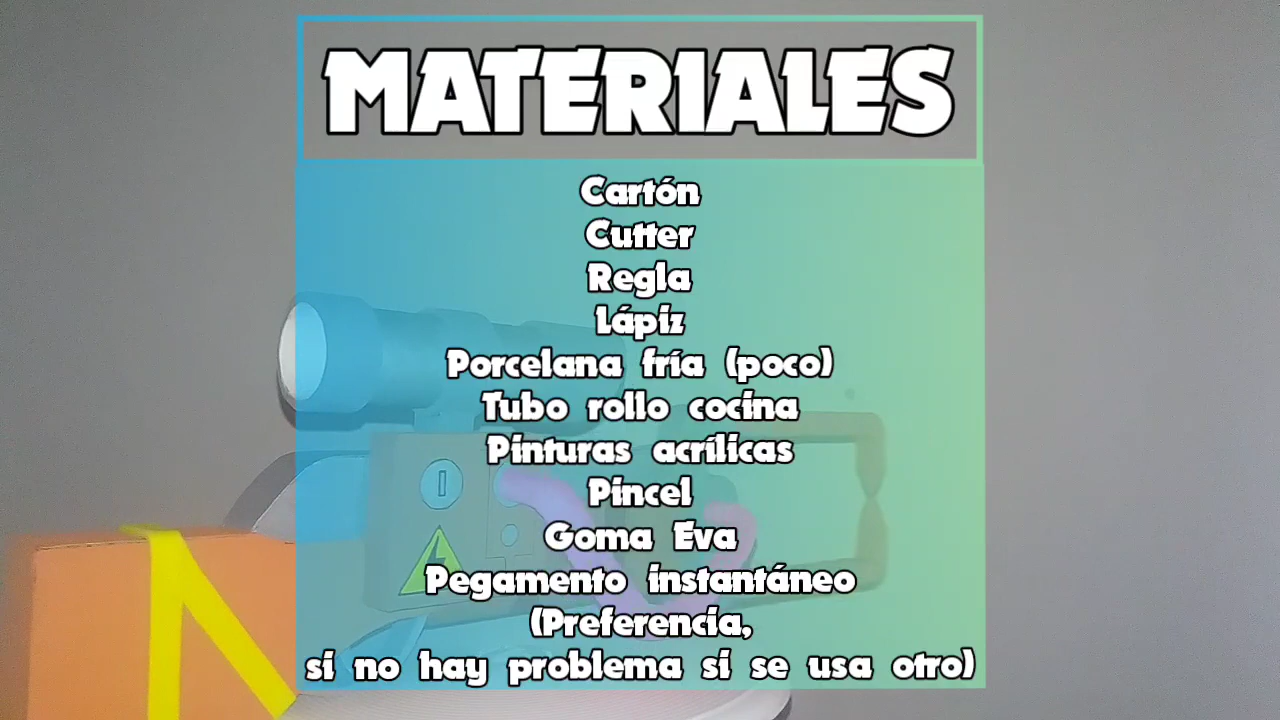 MATERIALES
Cartón
Cutter
Regla
Lápiz
Porcelana fría (poco)
Tubo rollo cocina
Pinturas acrílicas
Pincel
Goma Eva
Pegamento instantáneo
(Preferencia,
si no hay problema si se usa otro)